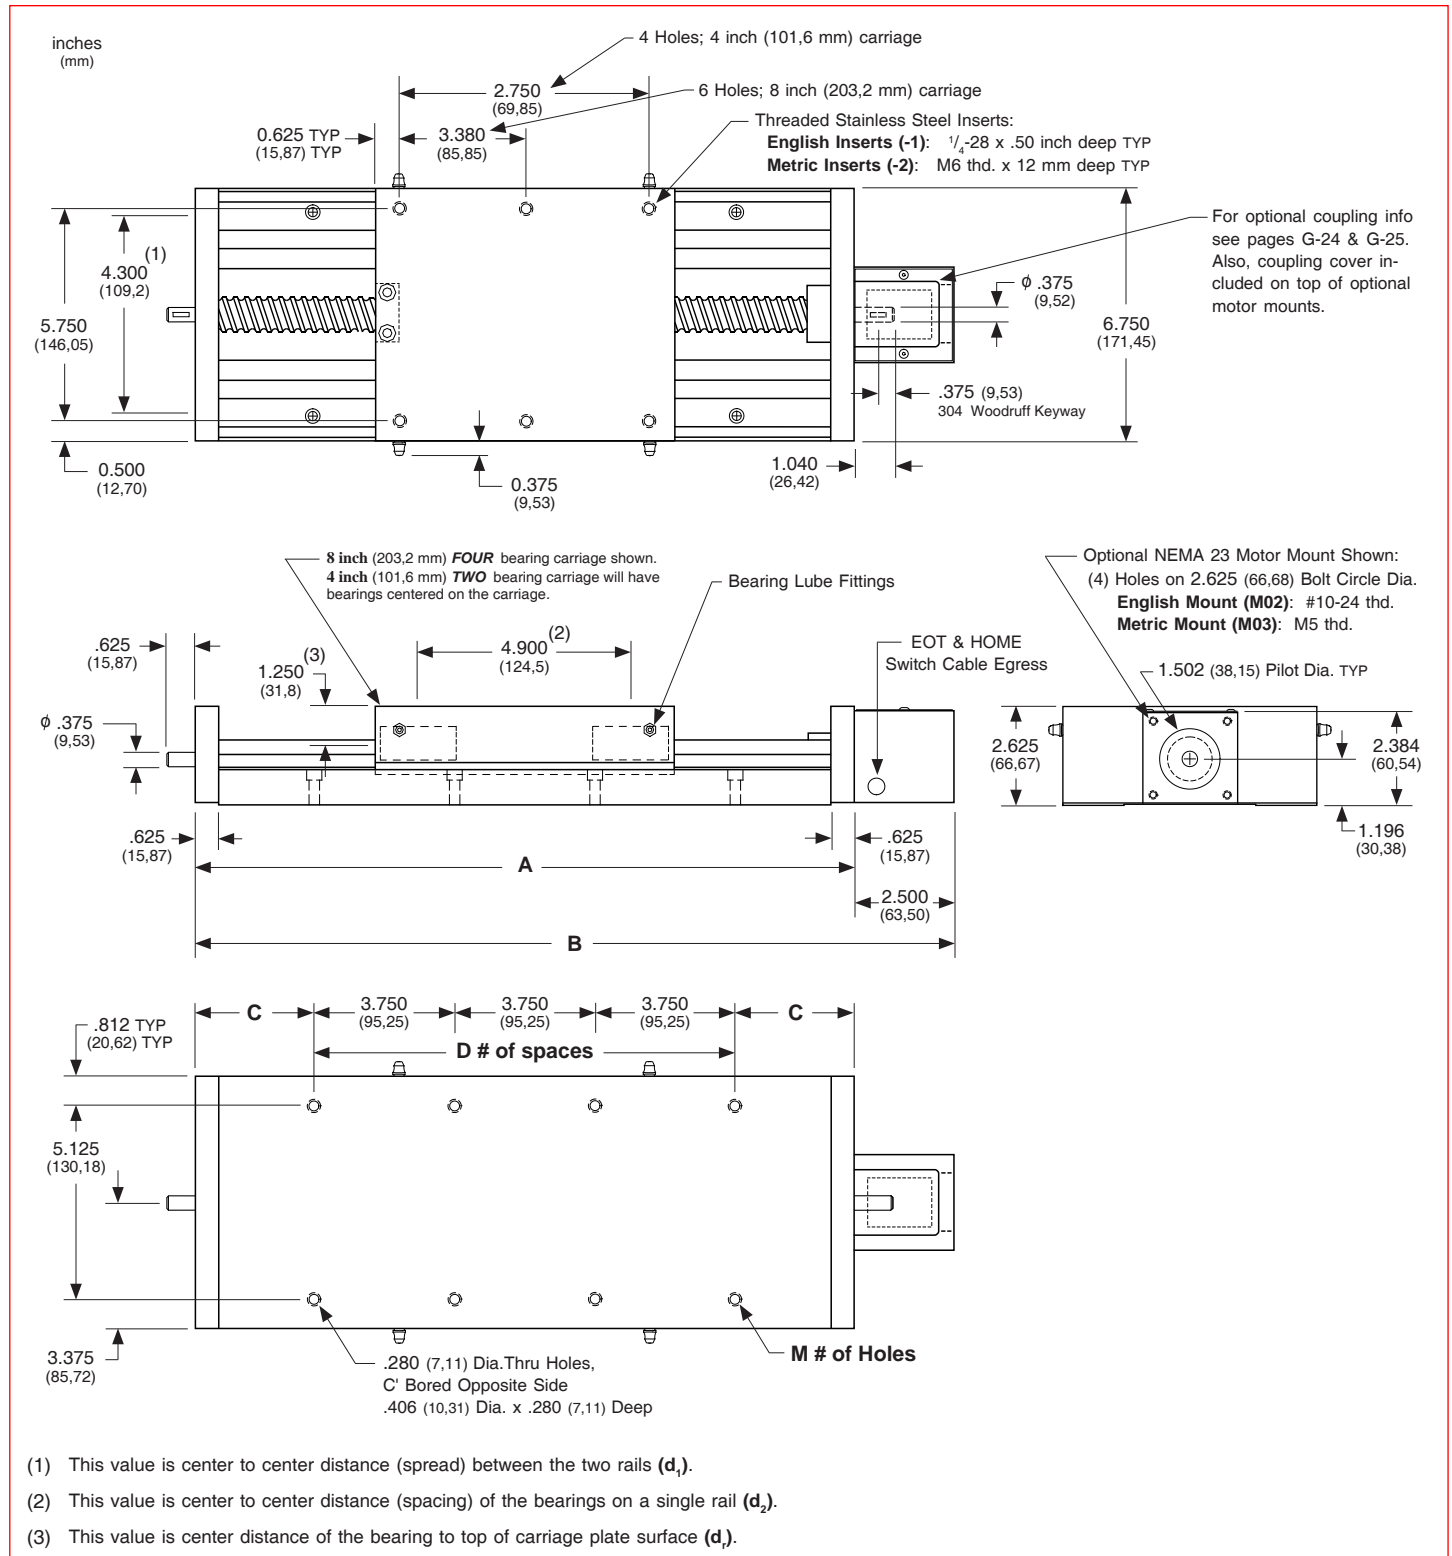 inches
(mm)
4 Holes; 4 inch (101,6 mm) carriage
2.750
(69,85)
6 Holes; 8 inch (203,2 mm) carriage
0.625 TYP
(15,87) TYP
3.380
(85,85)
Threaded Stainless Steel Inserts:
English Inserts (-1): 1/4-28 x .50 inch deep TYP
Metric Inserts (-2): M6 thd. x 12 mm deep TYP
For optional coupling info
see pages G-24 & G-25.
Also, coupling cover in-
cluded on top of optional
motor mounts.
(1)
4.300
(109,2)
5.750
(146,05)
ϕ .375
(9,52)
6.750
(171,45)
.375 (9,53)
304 Woodruff Keyway
0.500
(12,70)
0.375
(9,53)
1.040
(26,42)
8 inch (203,2 mm) FOUR bearing carriage shown.
4 inch (101,6 mm) TWO bearing carriage will have
bearings centered on the carriage.
Bearing Lube Fittings
Optional NEMA 23 Motor Mount Shown:
(4) Holes on 2.625 (66,68) Bolt Circle Dia.
English Mount (M02): #10-24 thd.
Metric Mount (M03): M5 thd.
.625
(15,87)
(3)
1.250
(31,8)
(2)
4.900
(124,5)
EOT & HOME
Switch Cable Egress
1.502 (38,15) Pilot Dia. TYP
ϕ .375
(9,53)
2.625
(66,67)
2.384
(60,54)
1.196
(30,38)
.625
(15,87)
A
.625
(15,87)
2.500
(63,50)
B
.812 TYP
(20,62) TYP
C
3.750
(95,25)
3.750
(95,25)
3.750
(95,25)
C
D # of spaces
5.125
(130,18)
3.375
(85,72)
.280 (7,11) Dia.Thru Holes,
C' Bored Opposite Side
.406 (10,31) Dia. x .280 (7,11) Deep
M # of Holes
(1) This value is center to center distance (spread) between the two rails (d1).
(2) This value is center to center distance (spacing) of the bearings on a single rail (d2).
(3) This value is center distance of the bearing to top of carriage plate surface (dr).